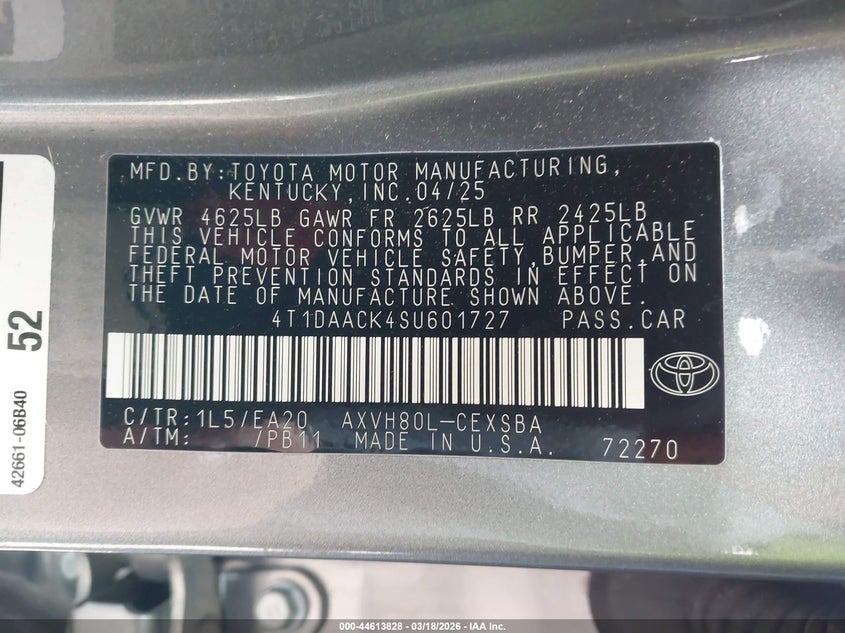 MFD.BY:TOYOTA MOTOR MANUFACTURING,
KENTUCKY,INC.04/25
GVWR 4625LB GAWR FR 2625LB RR 2425LB
THIS VEHICLE CONFORMS TO ALL APPLICABLE
FEDERAL MOTOR VEHICLE SAFETY,BUMPER,AND
THEFT PREVENTION STANDARDS IN EFFECT ON
THE DATE OF MANUFACTURE SHOWN ABOVE.
4T1DAACK4SU601727 PASS.CAR
C/TR:1L5/EA20 AXVH80L-CEXSBA
A/TM: /PB11 MADE IN U.S.A. 72270
52
42661-06B40
000-44613828 - 03/18/2026 - IAA Inc.